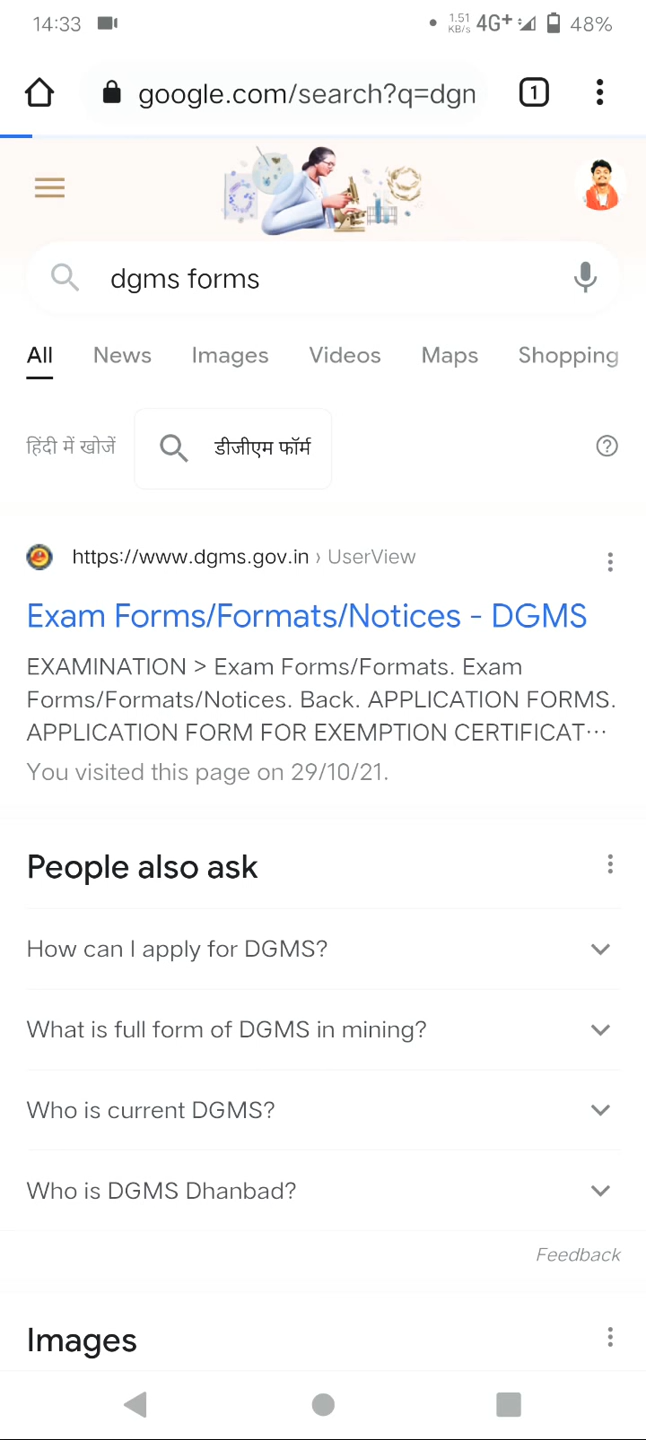 14:33
1.51 KB/s 4G+ 48%
google.com/search?q=dgn
1
dgms forms
All News Images Videos Maps Shopping
हिंदी में खोजें डीजीएम फॉर्म
https://www.dgms.gov.in › UserView
Exam Forms/Formats/Notices - DGMS
EXAMINATION > Exam Forms/Formats. Exam
Forms/Formats/Notices. Back. APPLICATION FORMS.
APPLICATION FORM FOR EXEMPTION CERTIFICAT···
You visited this page on 29/10/21.
People also ask
How can I apply for DGMS?
What is full form of DGMS in mining?
Who is current DGMS?
Who is DGMS Dhanbad?
Feedback
Images